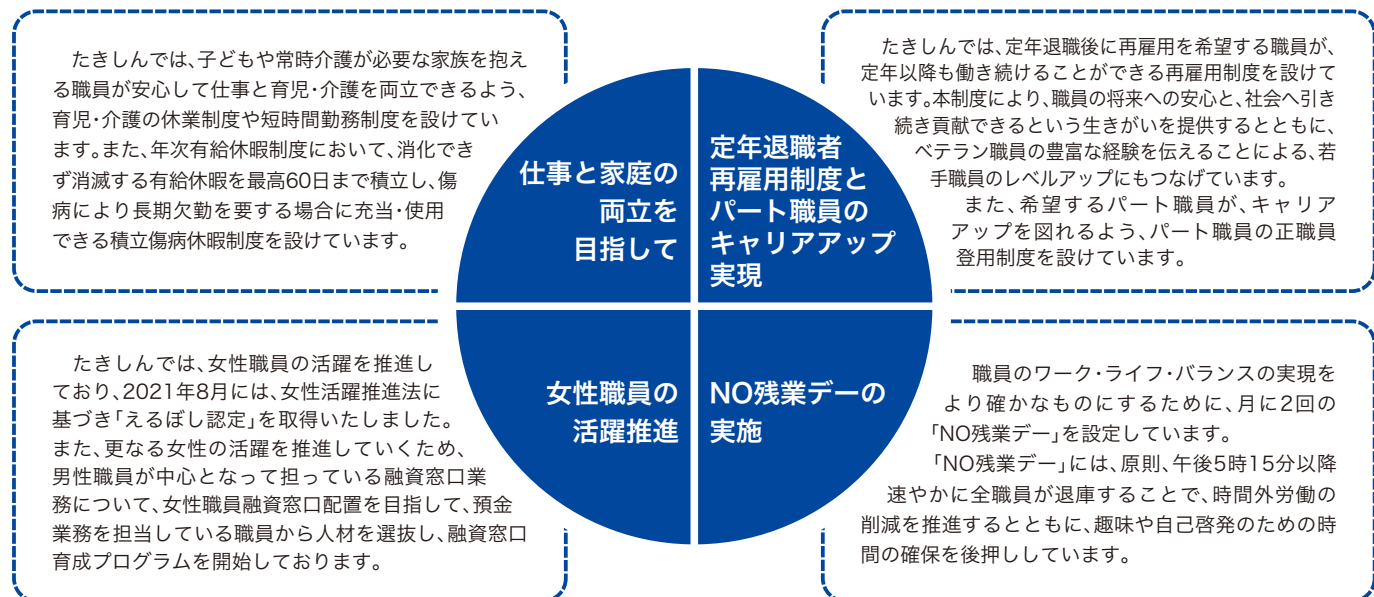 たきしんでは、子どもや常時介護が必要な家族を抱え
る職員が安心して仕事と育児・介護を両立できるよう、
育児・介護の休業制度や短時間勤務制度を設けてい
ます。また、年次有給休暇制度において、消化でき
ず消滅する有給休暇を最高60日まで積立し、傷
病により長期欠勤を要する場合に充当・使用
できる積立傷病休暇制度を設けています。
仕事と家庭の
両立を
目指して
定年退職者
再雇用制度と
パート職員の
キャリアアップ
実現
たきしんでは、定年退職後に再雇用を希望する職員が、
定年以降も働き続けることができる再雇用制度を設けて
います。本制度により、職員の将来への安心と、社会へ引き
続き貢献できるという生きがいを提供するとともに、
ベテラン職員の豊富な経験を伝えることによる、若
手職員のレベルアップにもつなげています。
また、希望するパート職員が、キャリア
アップを図れるよう、パート職員の正職員
登用制度を設けています。
たきしんでは、女性職員の活躍を推進し
ており、2021年8月には、女性活躍推進法に
基づき「えるぼし認定」を取得いたしました。
また、更なる女性の活躍を推進していくため、
男性職員が中心となって担っている融資窓口業
務について、女性職員融資窓口配置を目指して、預金
業務を担当している職員から人材を選抜し、融資窓口
育成プログラムを開始しております。
女性職員の
活躍推進
NO残業デーの
実施
職員のワーク・ライフ・バランスの実現を
より確かなものにするために、月に2回の
「NO残業デー」を設定しています。
「NO残業デー」には、原則、午後5時15分以降
速やかに全職員が退庫することで、時間外労働の
削減を推進するとともに、趣味や自己啓発のための時
間の確保を後押ししています。